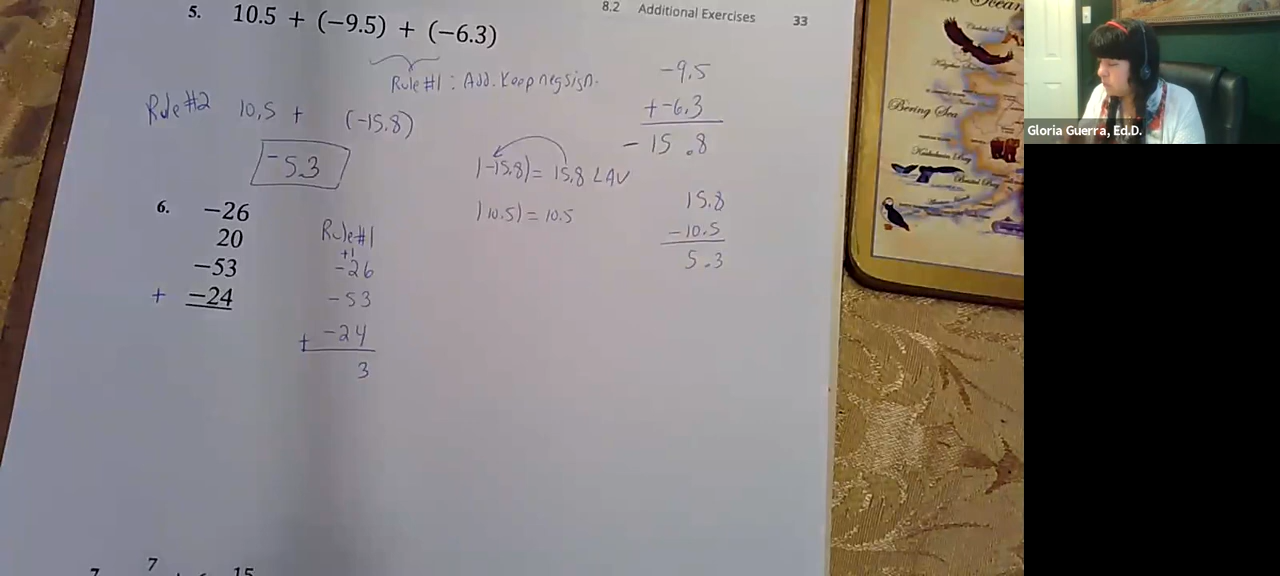 8.2 Additional Exercises 33
5. 10.5 + (−9.5) + (−6.3)
Rule #1 : Add. Keep neg sign.
-9.5
+ -6.3
- 15.8
Rule #2 10.5 + (-15.8)
-5.3
|-15.8| = 15.8 LAV
|10.5| = 10.5
15.8
- 10.5
5.3
6. −26
20
−53
+ −24
Rule #1
+1
-26
-53
+ -24
3
7
7. 15
Ocean
Bering Sea
Gloria Guerra, Ed.D.